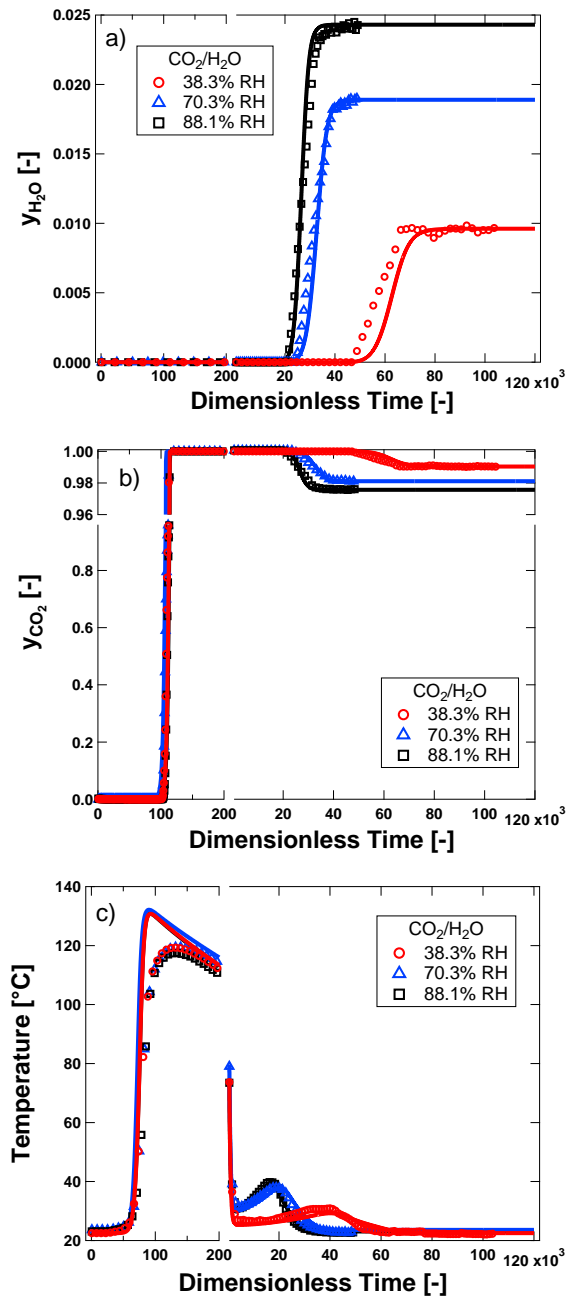 a)
CO2/H2O
38.3% RH
70.3% RH
88.1% RH
yH2O [-]
0.025
0.020
0.015
0.010
0.005
0.000
0 50 100 150 200 20 40 60 80 100 120 x10³
Dimensionless Time [-]
b)
yCO2 [-]
1.00
0.98
0.96
0.8
0.6
0.4
0.2
0.0
CO2/H2O
38.3% RH
70.3% RH
88.1% RH
0 50 100 150 200 20 40 60 80 100 120 x10³
Dimensionless Time [-]
c)
CO2/H2O
38.3% RH
70.3% RH
88.1% RH
Temperature [°C]
140
120
100
80
60
40
20
0 100 200 20 40 60 80 100 120 x10³
Dimensionless Time [-]